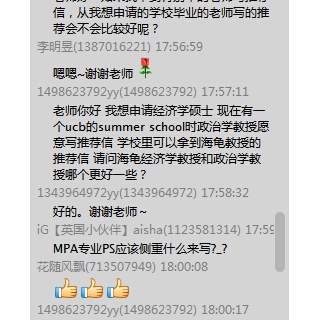 信，从我想申请的学校毕业的老师写的推
荐会不会比较好呢？
李明昱(1387016221) 17:56:59
嗯嗯~谢谢老师
1498623792yy(1498623792) 17:57:11
老师你好 我想申请经济学硕士 现在有一
个ucb的summer school时政治学教授愿
意写推荐信 学校里可以拿到海龟教授的
推荐信 请问海龟经济学教授和政治学教
授哪个更好一些？
1343964972yy(1343964972) 17:58:32
好的。谢谢老师～
iG【英国小伙伴】aisha(1123581314) 17:59
MPA专业PS应该侧重什么来写?_?
花随风飘(713507949) 18:00:08
1498623792yy(1498623792) 18:00:17